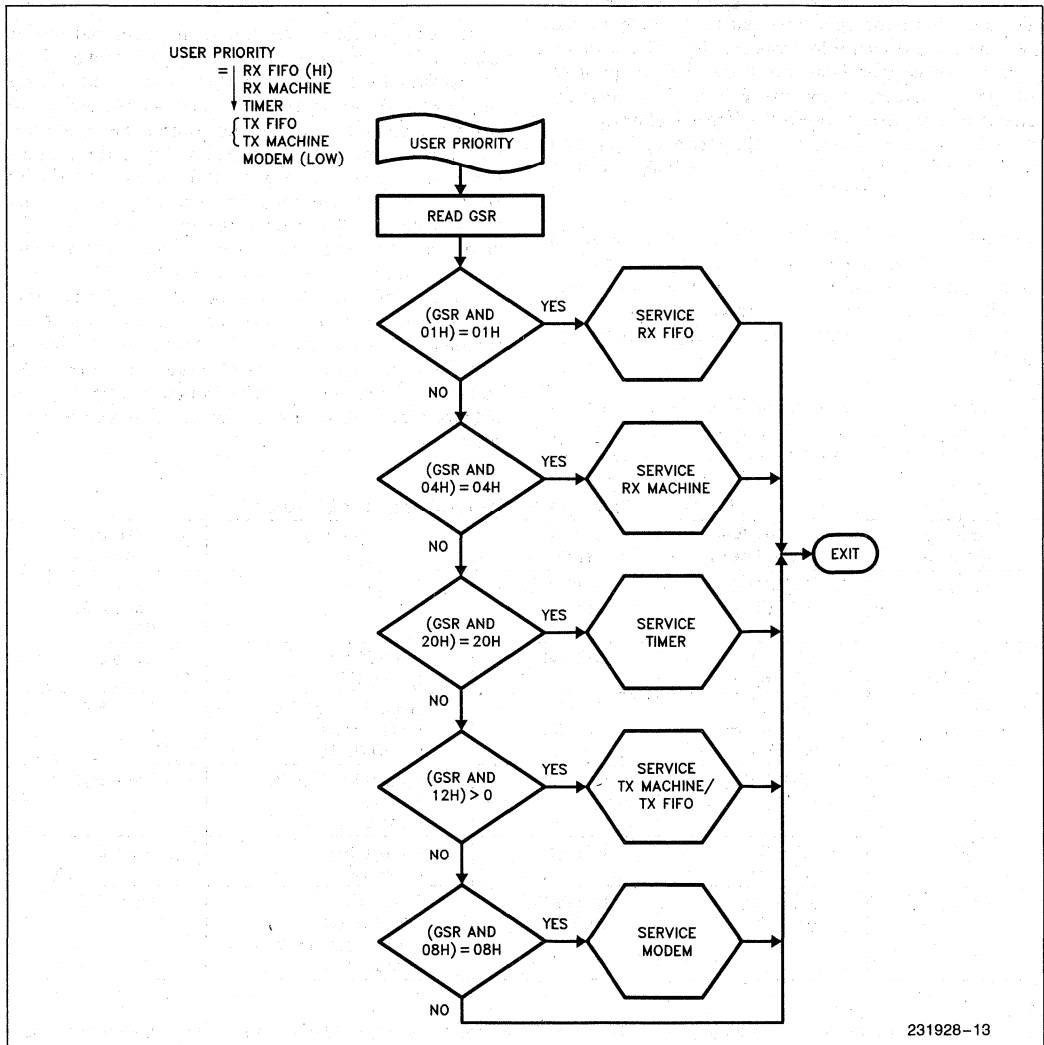 USER PRIORITY
= RX FIFO (HI)
RX MACHINE
TIMER
TX FIFO
TX MACHINE
MODEM (LOW)
USER PRIORITY
READ GSR
(GSR AND
01H) = 01H
YES
SERVICE
RX FIFO
NO
(GSR AND
04H) = 04H
YES
SERVICE
RX MACHINE
NO
EXIT
(GSR AND
20H) = 20H
YES
SERVICE
TIMER
NO
(GSR AND
12H) > 0
YES
SERVICE
TX MACHINE/
TX FIFO
NO
(GSR AND
08H) = 08H
YES
SERVICE
MODEM
NO
231928-13